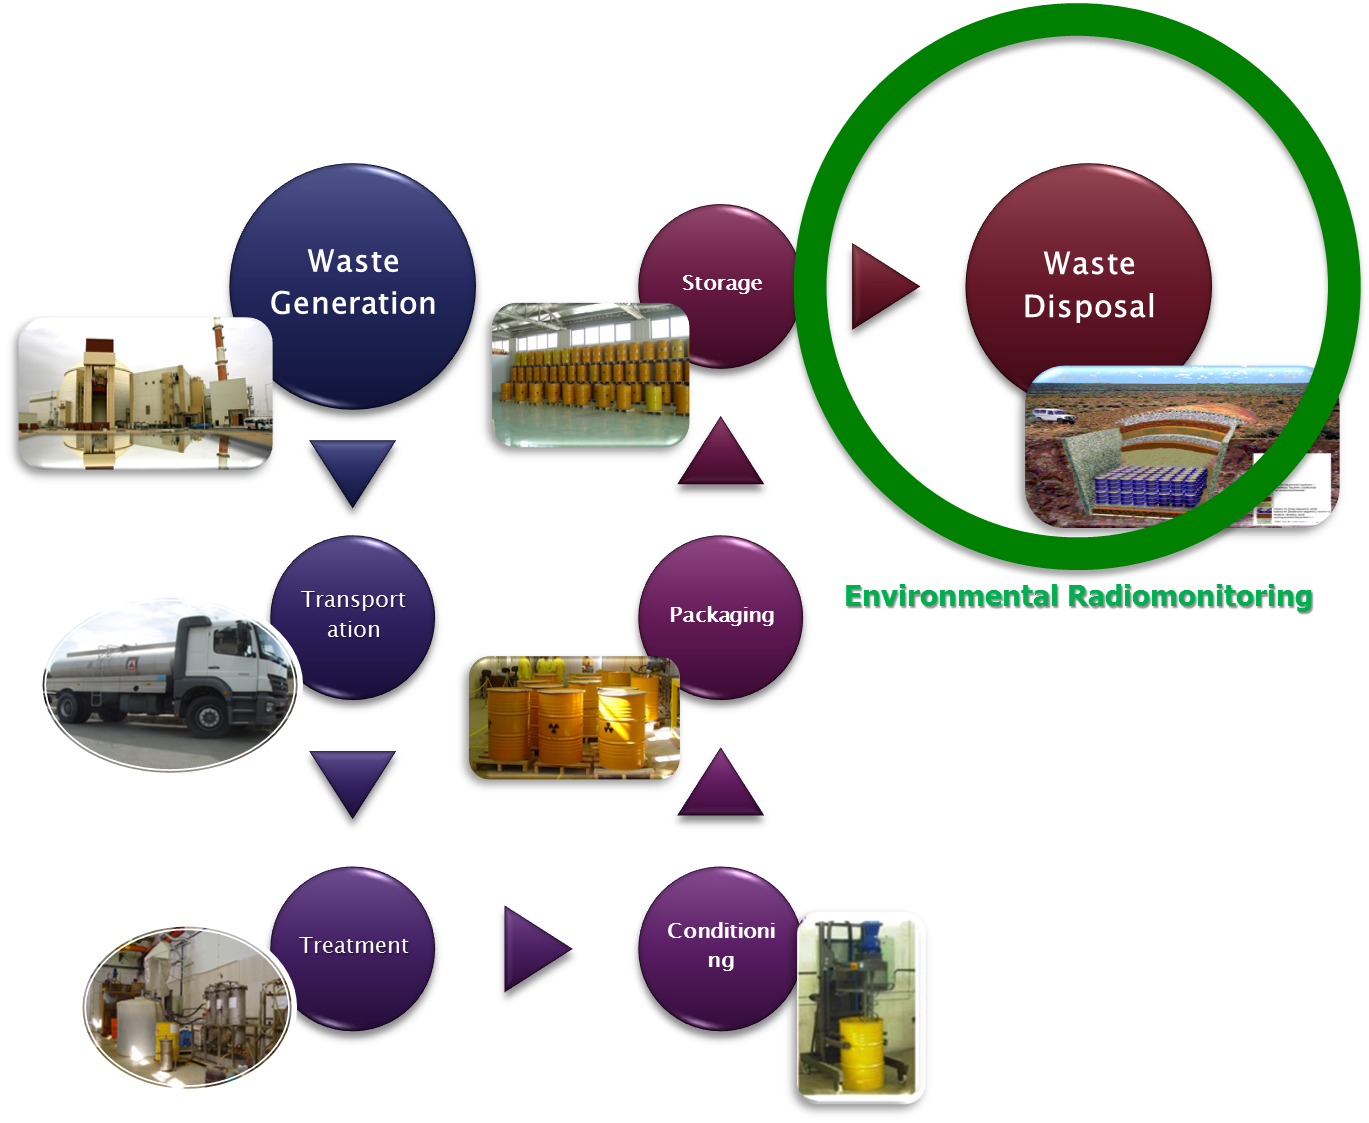 Waste
Generation
Transport
ation
Treatment
Conditioni
ng
Packaging
Storage
Waste
Disposal
Environmental Radiomonitoring